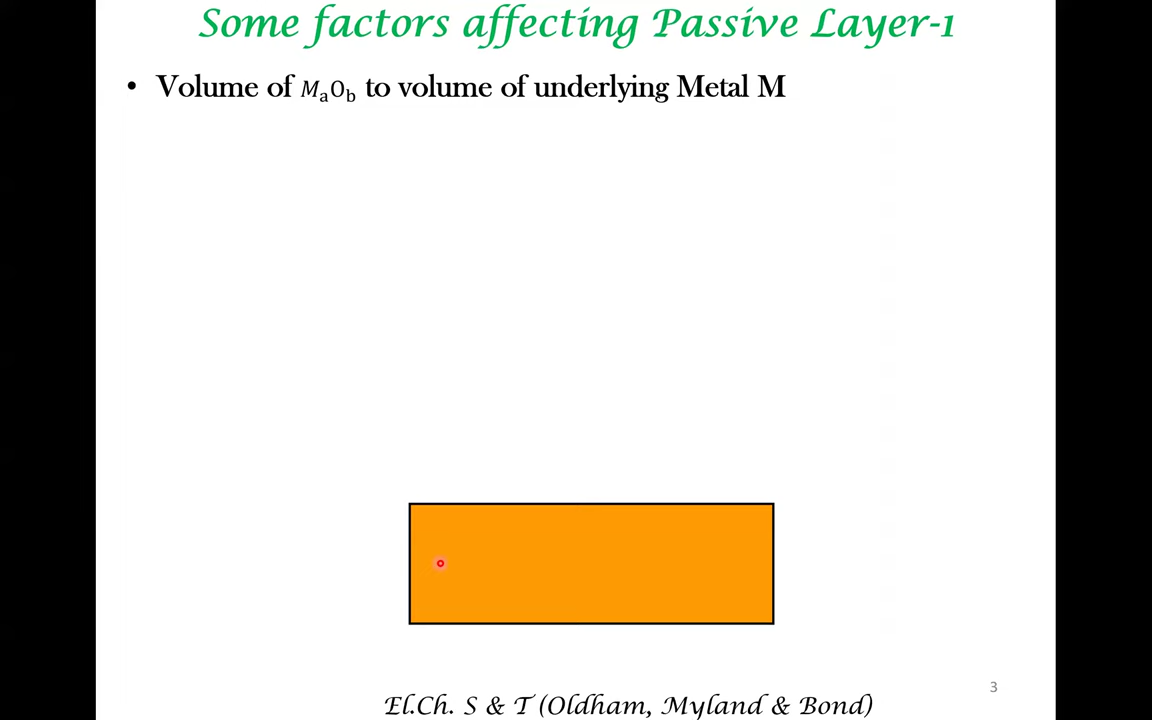 Some factors affecting Passive Layer-1
• Volume of MaOb to volume of underlying Metal M
3
El.Ch. S & T (Oldham, Myland & Bond)